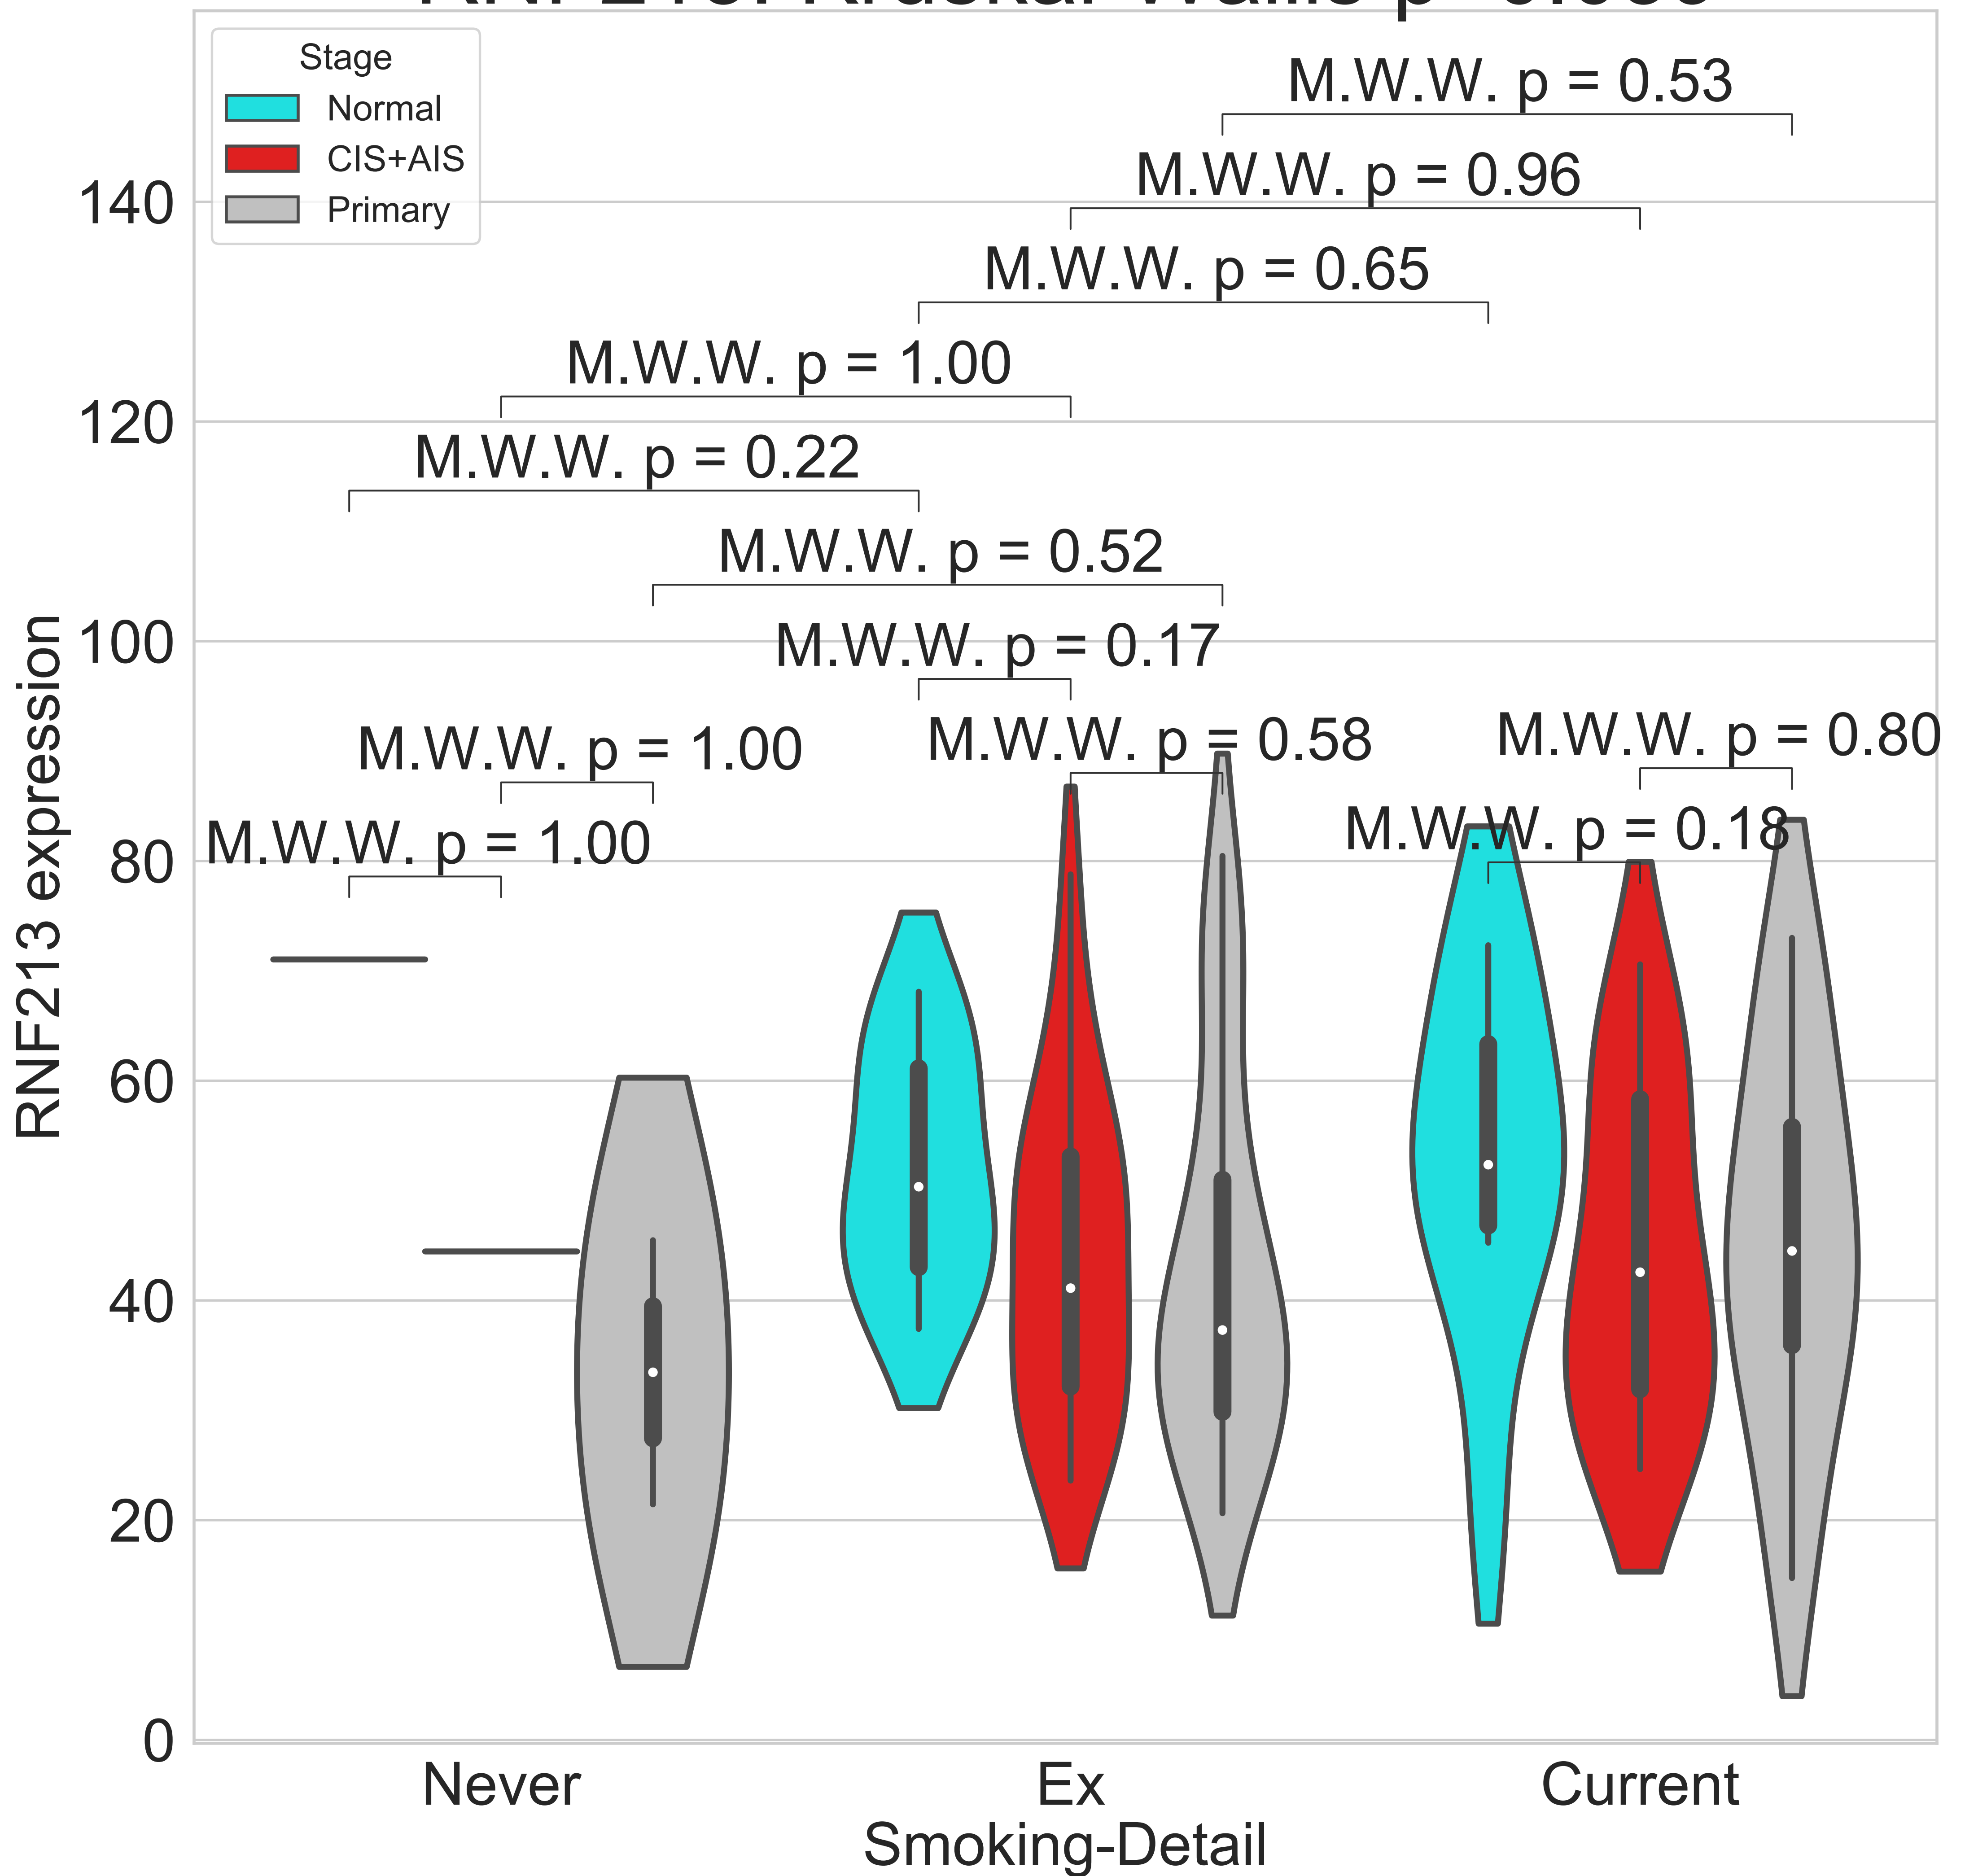 Stage
Normal
CIS+AIS
Primary
M.W.W. p = 0.53
M.W.W. p = 0.96
M.W.W. p = 0.65
M.W.W. p = 1.00
M.W.W. p = 0.22
M.W.W. p = 0.52
M.W.W. p = 0.17
M.W.W. p = 1.00
M.W.W. p = 0.58
M.W.W. p = 0.80
M.W.W. p = 1.00
M.W.W. p = 0.18
140
120
100
80
60
40
20
0
RNF213 expression
Never
Ex
Current
Smoking-Detail